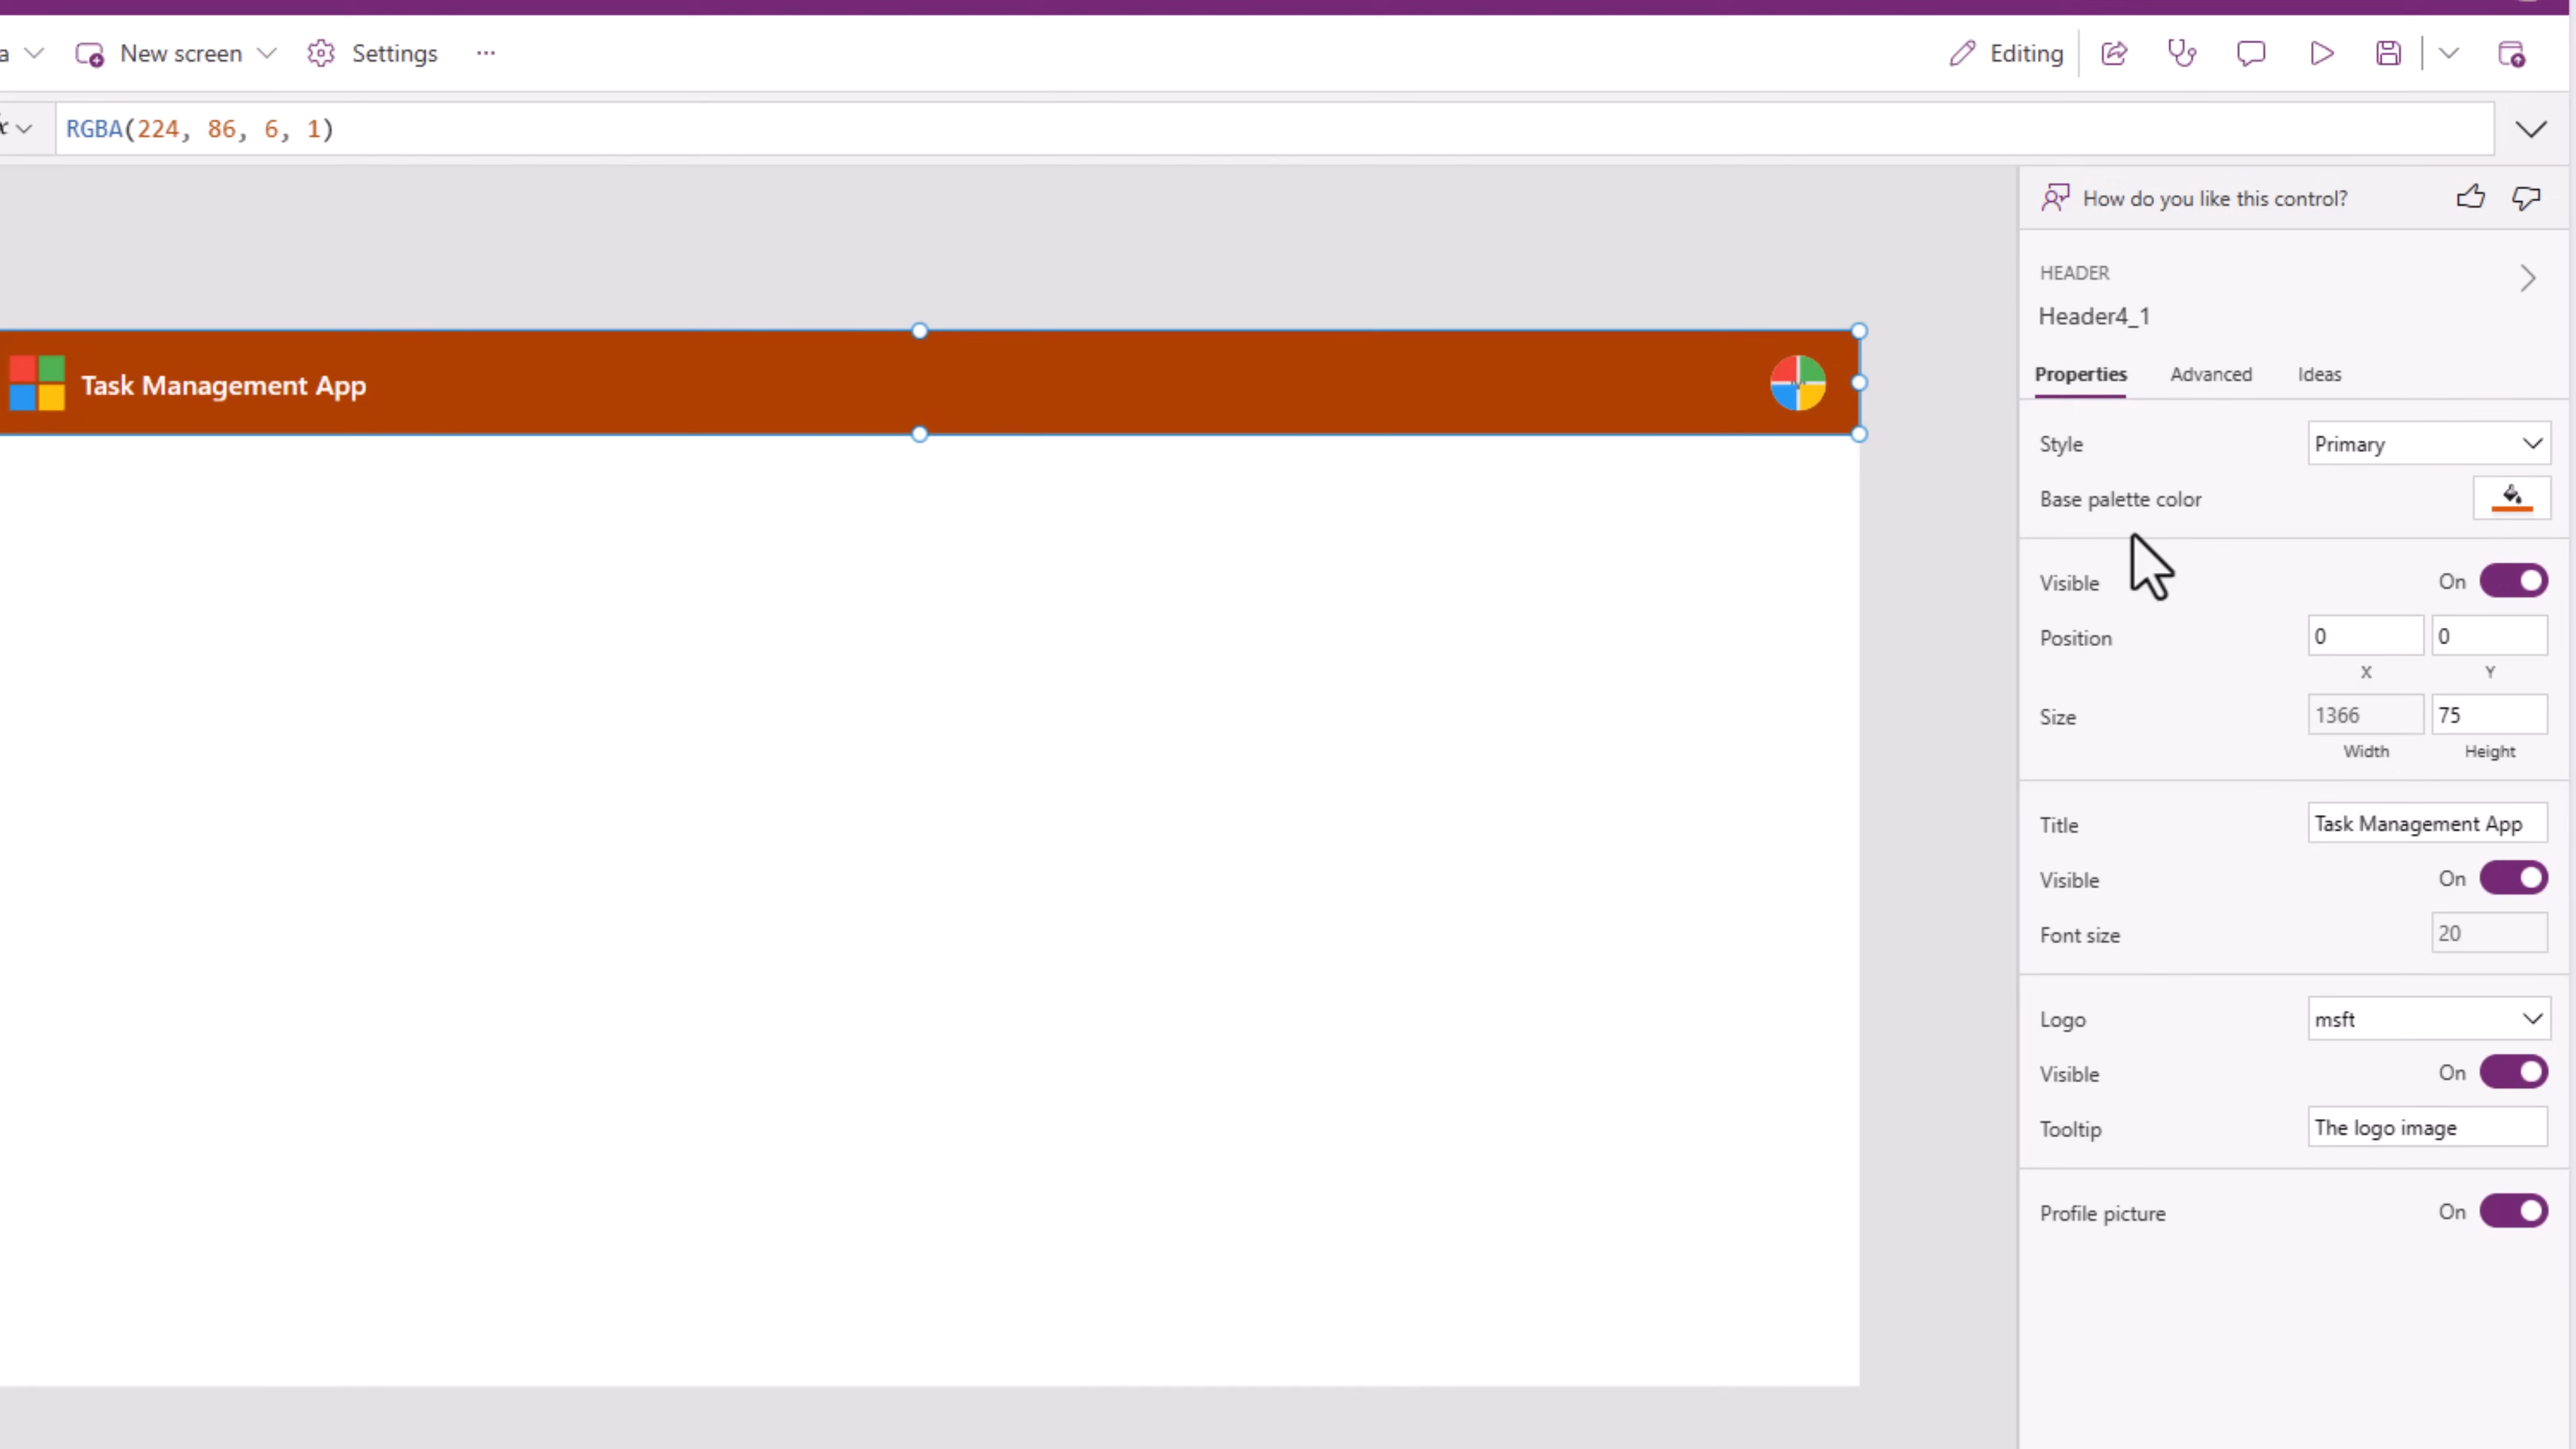 a New screen Settings ... Editing
RGBA(224, 86, 6, 1)
How do you like this control?
HEADER
Header4_1
Task Management App
Properties Advanced Ideas
Style Primary
Base palette color
Visible On
Position 0 0
X Y
Size 1366 75
Width Height
Title Task Management App
Visible On
Font size 20
Logo msft
Visible On
Tooltip The logo image
Profile picture On